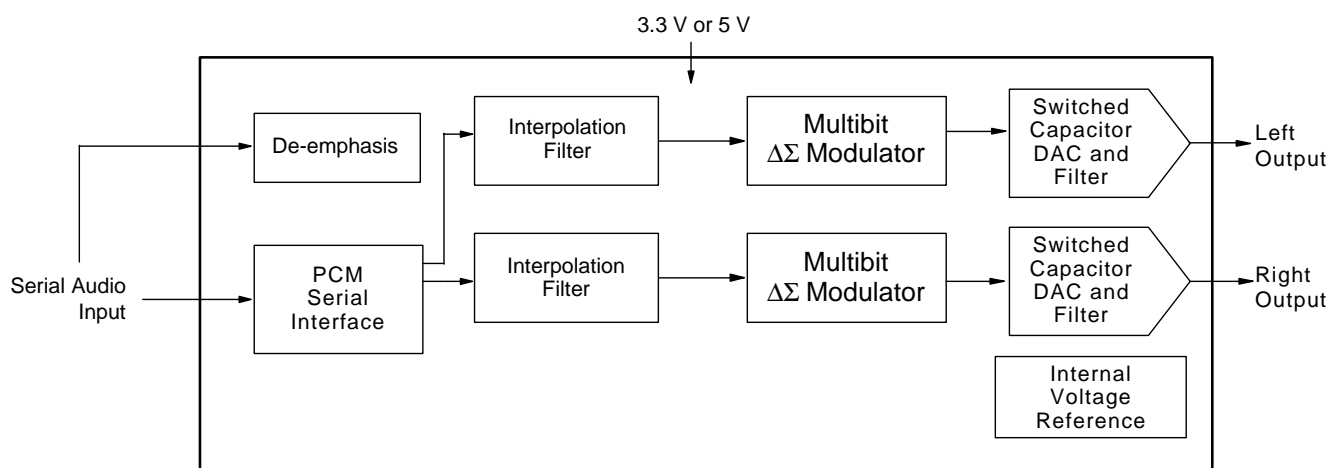 3.3 V or 5 V
De-emphasis
Interpolation
Filter
Multibit
ΔΣ Modulator
Switched
Capacitor
DAC and
Filter
Left
Output
Serial Audio
Input
PCM
Serial
Interface
Interpolation
Filter
Multibit
ΔΣ Modulator
Switched
Capacitor
DAC and
Filter
Right
Output
Internal
Voltage
Reference